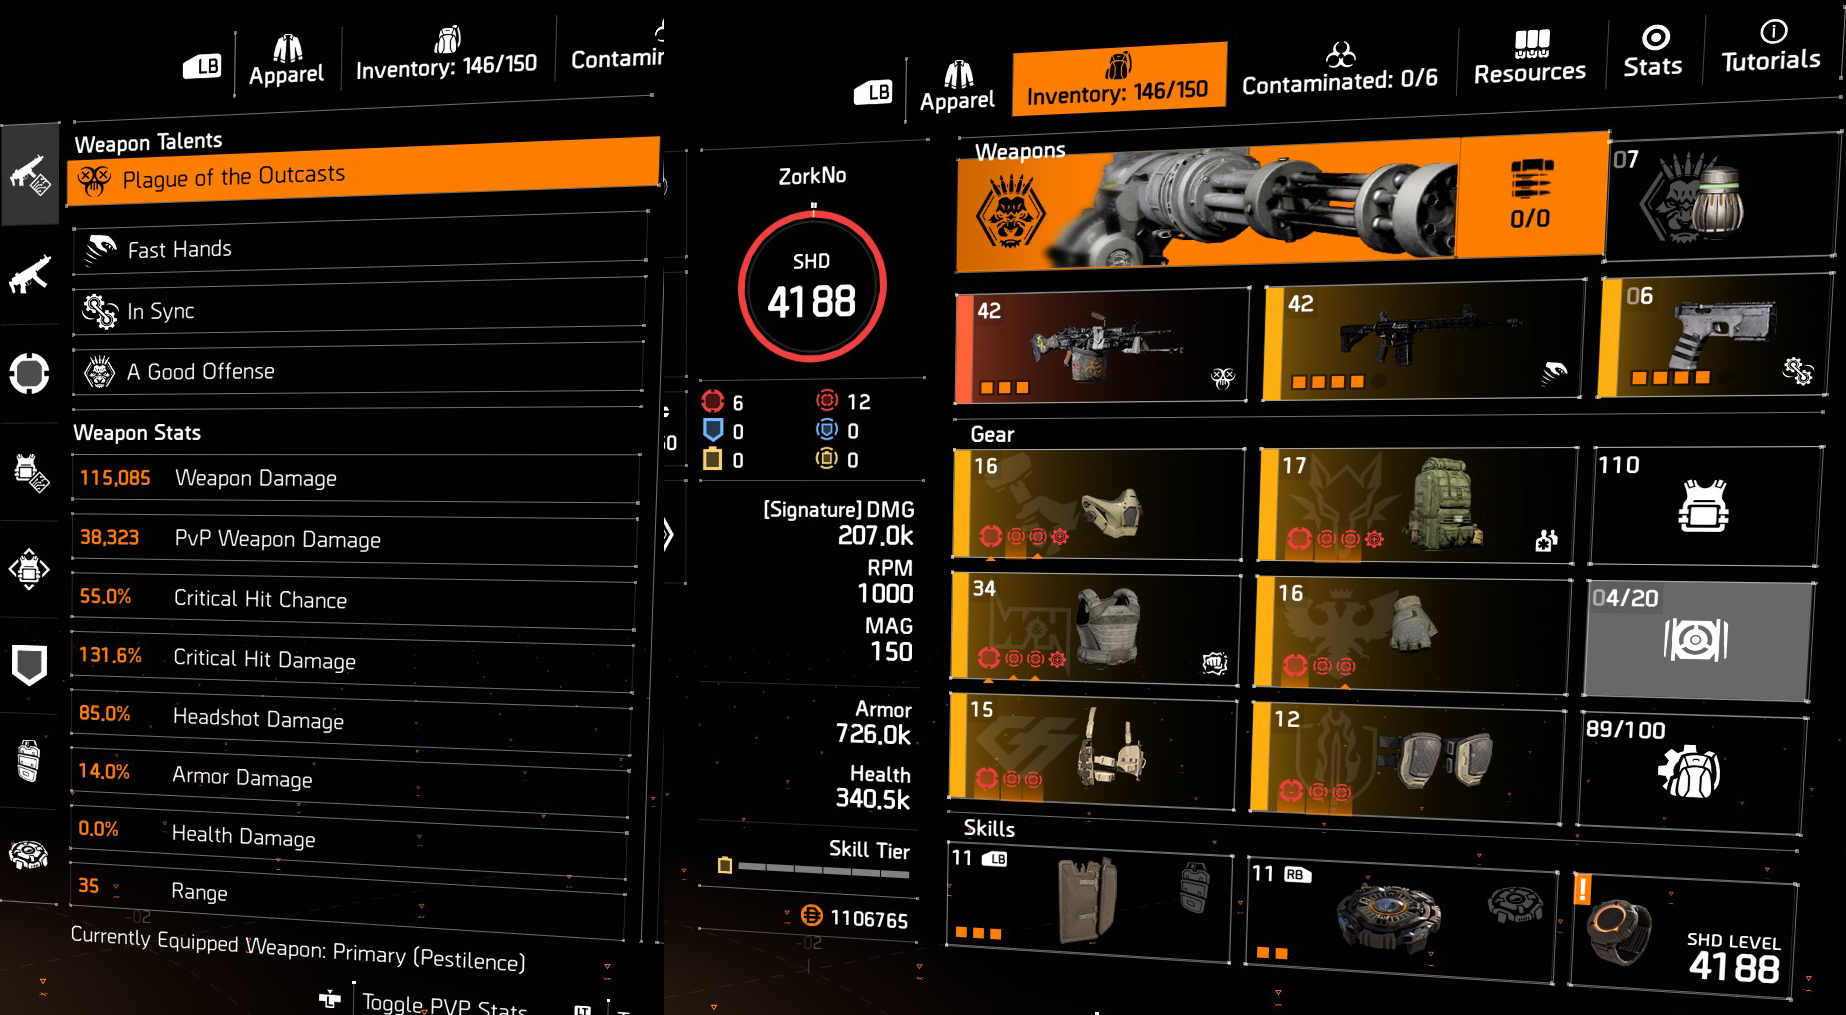 LB
Apparel
Inventory: 146/150
Contamin
Weapon Talents
Plague of the Outcasts
Fast Hands
In Sync
A Good Offense
Weapon Stats
115,085 Weapon Damage
38,323 PvP Weapon Damage
55.0% Critical Hit Chance
131.6% Critical Hit Damage
85.0% Headshot Damage
14.0% Armor Damage
0.0% Health Damage
35 Range
-02
Currently Equipped Weapon: Primary (Pestilence)
Toggle PVP Stats
LT
LB
Apparel
Inventory: 146/150
Contaminated: 0/6
Resources
Stats
Tutorials
ZorkNo
SHD
4188
6 12
0 0
0 0
[Signature] DMG
207.0k
RPM
1000
MAG
150
Armor
726.0k
Health
340.5k
Skill Tier
1106765
-02
Weapons
0/0
07
42
42
06
Gear
16
17
110
34
16
04/20
15
12
89/100
Skills
11 LB
11 RB
!
SHD LEVEL
4188